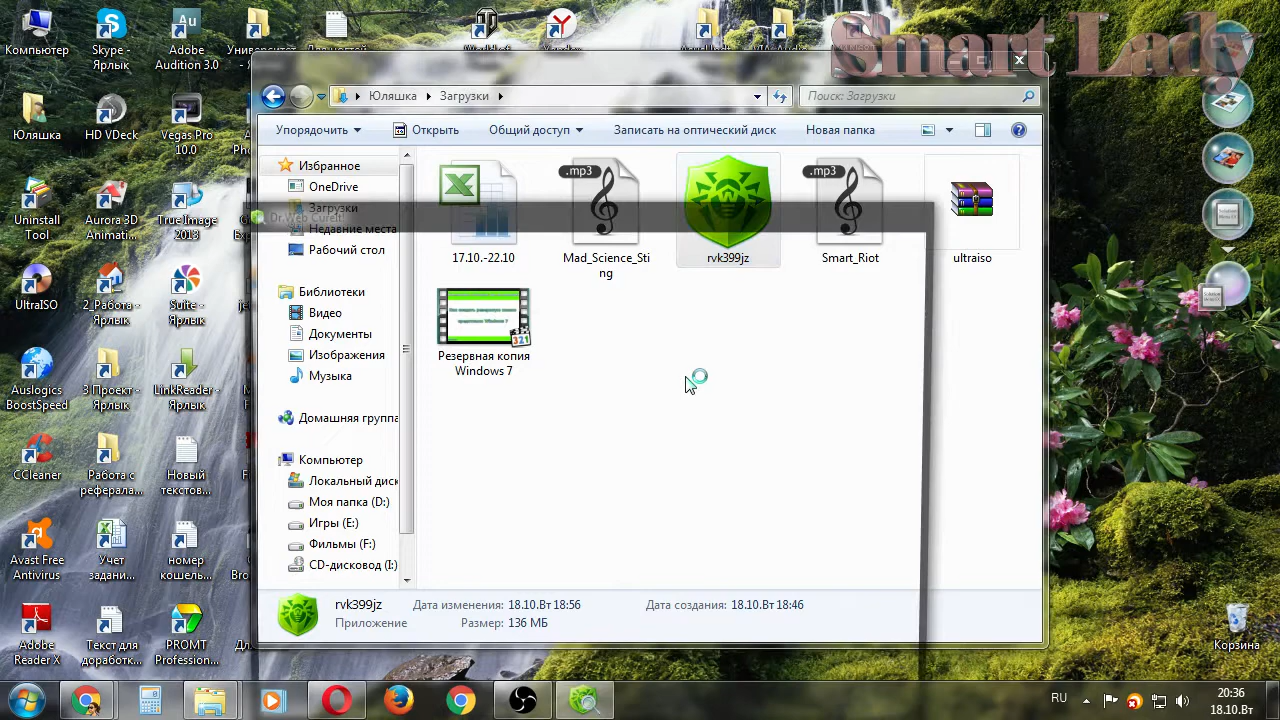 Smart Lady
Компьютер
Skype -
Ярлык
Adobe
Audition 3.0
Юляшка
HD VDeck
Vegas Pro
10.0
Uninstall
Tool
Aurora 3D
Animati...
TrueImage
2013
UltraISO
2_Работа -
Ярлык
Suite -
Ярлык
Auslogics
BoostSpeed
3 Проект -
Ярлык
LinkReader -
Ярлык
CCleaner
Работа с
реферала...
Новый
текстов...
Avast Free
Antivirus
Учет
задани...
номер
кошель...
Adobe
Reader X
Текст для
доработк...
PROMT
Profession...
Юляшка
Загрузки
Поиск: Загрузки
Упорядочить
Открыть
Общий доступ
Записать на оптический диск
Новая папка
Избранное
OneDrive
Загрузки
Недавние места
Рабочий стол
Библиотеки
Видео
Документы
Изображения
Музыка
Домашняя группа
Компьютер
Локальный диск
Моя папка (D:)
Игры (E:)
Фильмы (F:)
CD-дисковод (I:)
Dr.Web CureIt!
.mp3
.mp3
17.10.-22.10
Mad_Science_Sti
ng
rvk399jz
Smart_Riot
ultraiso
321
Резервная копия
Windows 7
rvk399jz
Приложение
Дата изменения: 18.10.Вт 18:56
Размер: 136 МБ
Дата создания: 18.10.Вт 18:46
Корзина
RU
20:36
18.10.Вт